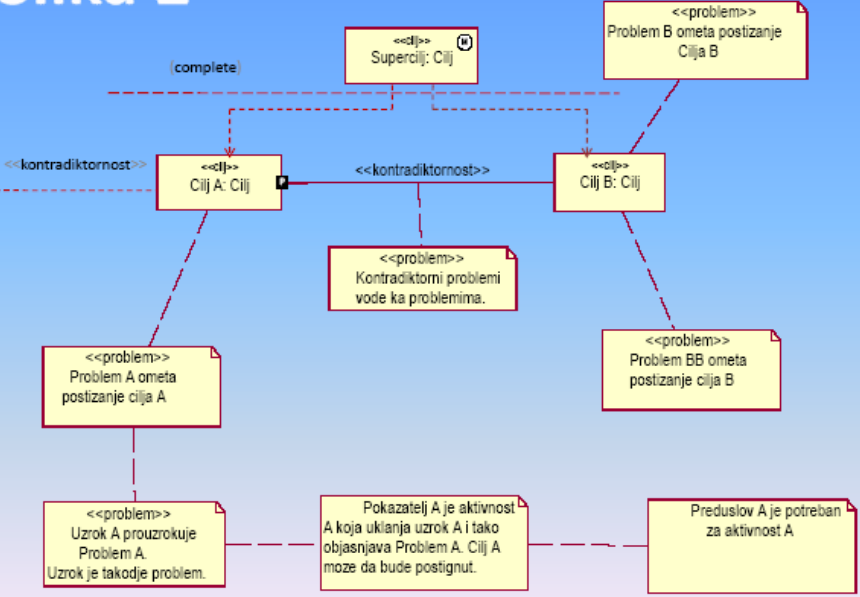 <<problem>>
Problem B ometa postizanje
Cilja B
<<cilj>>
Supercilj: Cilj
{complete}
<<kontradiktornost>>
<<cilj>>
Cilj A: Cilj
<<kontradiktornost>>
<<cilj>>
Cilj B: Cilj
<<problem>>
Kontradiktorni problemi
vode ka problemima.
<<problem>>
Problem A ometa
postizanje cilja A
<<problem>>
Problem BB ometa
postizanje cilja B
<<problem>>
Uzrok A prouzrokuje
Problem A.
Uzrok je takodje problem.
Pokazatelj A je aktivnost
A koja uklanja uzrok A i tako
objasnjava Problem A. Cilj A
moze da bude postignut.
Preduslov A je potreban
za aktivnost A